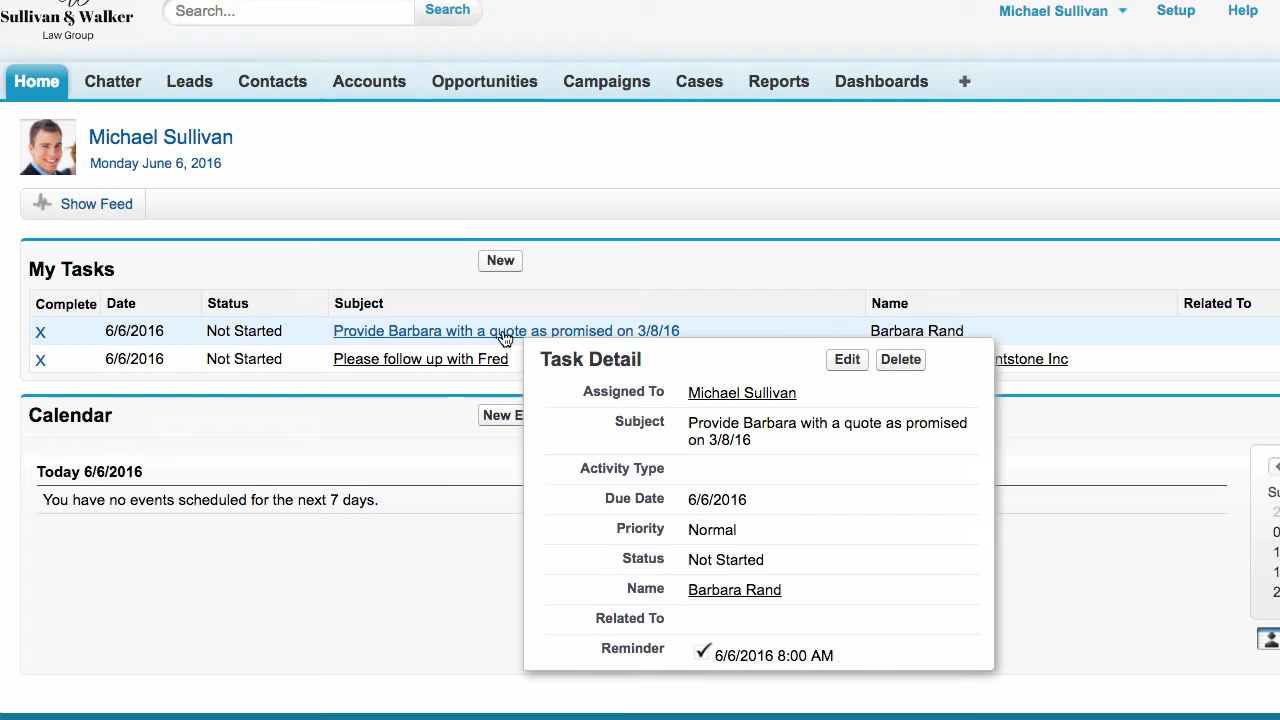 Sullivan & Walker
Law Group
Search...
Search
Michael Sullivan
Setup
Help
Home
Chatter
Leads
Contacts
Accounts
Opportunities
Campaigns
Cases
Reports
Dashboards
+
Michael Sullivan
Monday June 6, 2016
Show Feed
My Tasks
New
Complete Date Status Subject Name Related To
X 6/6/2016 Not Started Provide Barbara with a quote as promised on 3/8/16 Barbara Rand
X 6/6/2016 Not Started Please follow up with Fred ntstone Inc
Task Detail
Edit
Delete
Assigned To Michael Sullivan
Subject Provide Barbara with a quote as promised
on 3/8/16
Activity Type
Due Date 6/6/2016
Priority Normal
Status Not Started
Name Barbara Rand
Related To
Reminder 6/6/2016 8:00 AM
Calendar
New E
Today 6/6/2016
You have no events scheduled for the next 7 days.
Su
2
0
1
1
2